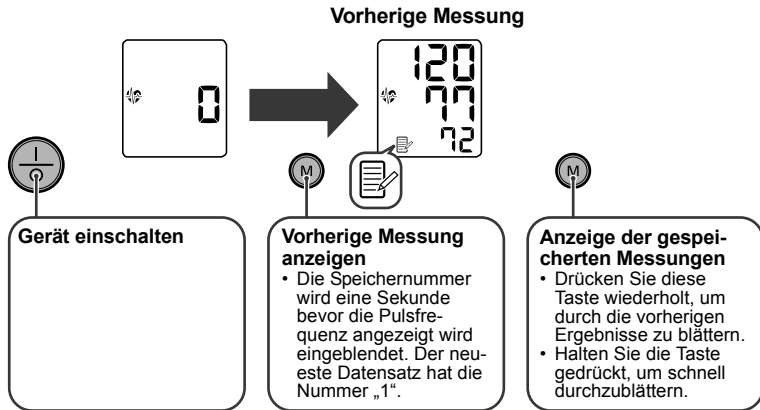 Vorherige Messung
0
120
77
72
M
M
Gerät einschalten
Vorherige Messung
anzeigen
• Die Speichernummer
wird eine Sekunde
bevor die Pulsfre-
quenz angezeigt wird
eingeblendet. Der neu-
este Datensatz hat die
Nummer „1“.
Anzeige der gespei-
cherten Messungen
• Drücken Sie diese
Taste wiederholt, um
durch die vorherigen
Ergebnisse zu blättern.
• Halten Sie die Taste
gedrückt, um schnell
durchzublättern.